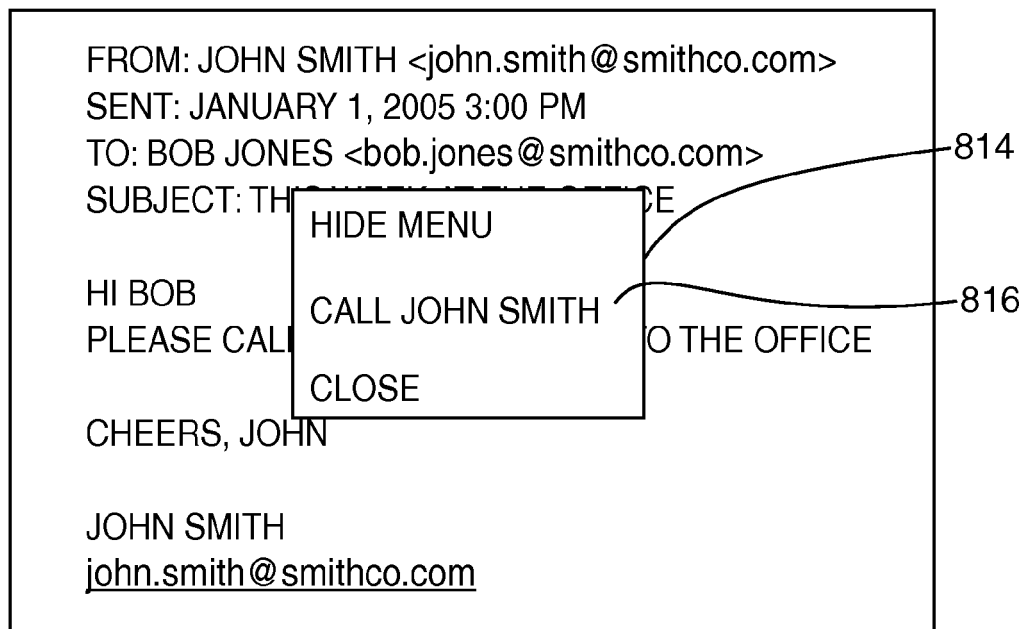 FROM: JOHN SMITH <john.smith@smithco.com>
SENT: JANUARY 1, 2005 3:00 PM
TO: BOB JONES <bob.jones@smithco.com>
814
SUBJECT:
HIDE MENU
HI BOB
CALL JOHN SMITH
816
PLEASE THE OFFICE
CLOSE
CHEERS, JOHN
JOHN SMITH
john.smith@smithco.com